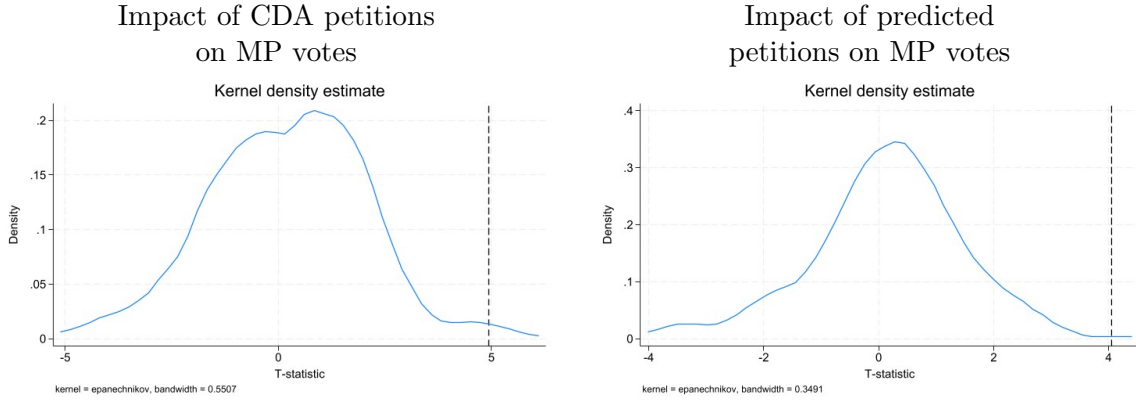 Impact of CDA petitions
on MP votes
Kernel density estimate
.2
.15
.1
.05
0
Density
-5
0
5
T-statistic
kernel = epanechnikov, bandwidth = 0.5507
Impact of predicted
petitions on MP votes
Kernel density estimate
.4
.3
.2
.1
0
Density
-4
-2
0
2
4
T-statistic
kernel = epanechnikov, bandwidth = 0.3491